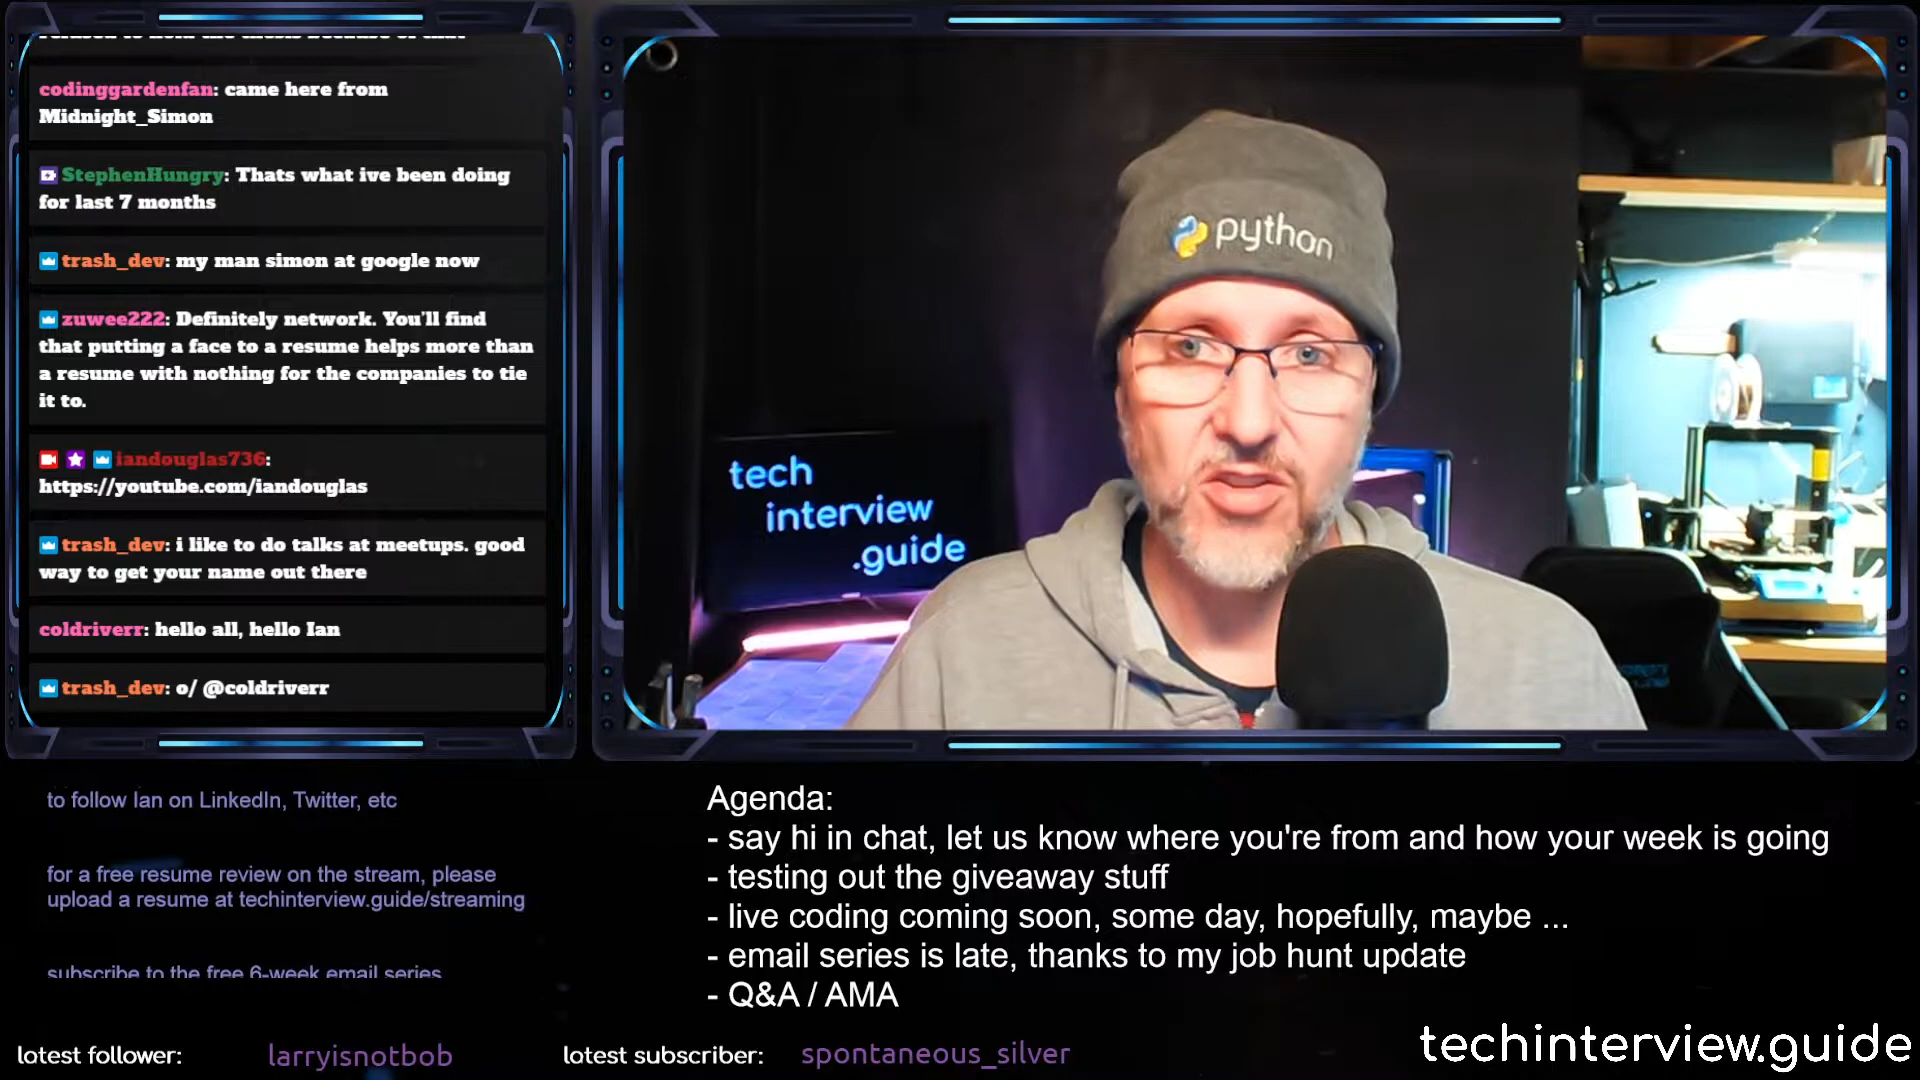 codinggardenfan: came here from
Midnight_Simon
StephenHungry: Thats what ive been doing
for last 7 months
trash_dev: my man simon at google now
zuwee222: Definitely network. You'll find
that putting a face to a resume helps more than
a resume with nothing for the companies to tie
it to.
iandouglas736:
https://youtube.com/iandouglas
trash_dev: i like to do talks at meetups. good
way to get your name out there
coldriverr: hello all, hello Ian
trash_dev: o/ @coldriverr
python
tech
interview
.guide
to follow Ian on LinkedIn, Twitter, etc
for a free resume review on the stream, please
upload a resume at techinterview.guide/streaming
subscribe to the free 6-week email series
Agenda:
- say hi in chat, let us know where you're from and how your week is going
- testing out the giveaway stuff
- live coding coming soon, some day, hopefully, maybe ...
- email series is late, thanks to my job hunt update
- Q&A / AMA
latest follower: larryisnotbob
latest subscriber: spontaneous_silver
techinterview.guide